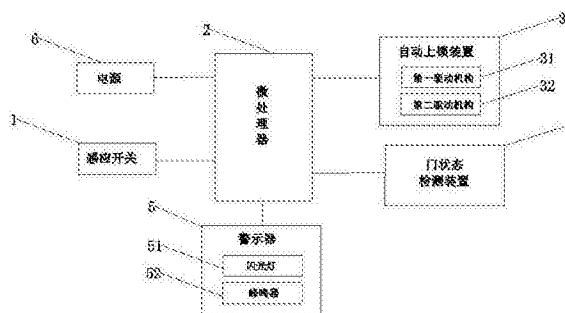 6
2
3
电源
微处理器
自动上锁装置
31
第一驱动机构
32
第二驱动机构
1
感应开关
门状态
检测装置
5
警示器
51
闪光灯
52
蜂鸣器